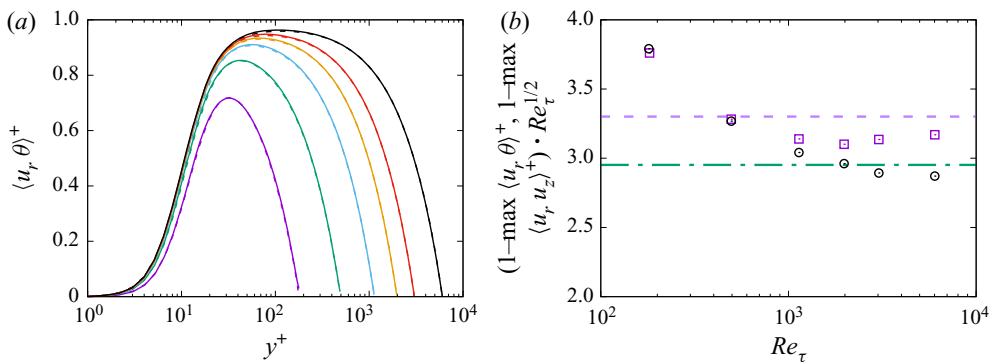 (a)
1.0
0.8
0.6
0.4
0.2
0
⟨u_r θ⟩^+
10^0
10^1
10^2
10^3
10^4
y^+
(b)
4.0
3.5
3.0
2.5
2.0
(1–max ⟨u_r θ⟩^+, 1–max
⟨u_r u_z⟩^+) • Re_τ^{1/2}
10^2
10^3
10^4
Re_τ